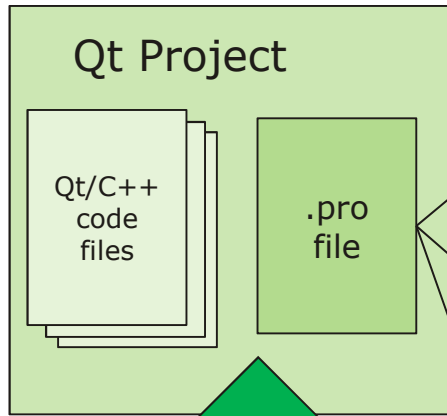 Qt Project
Qt/C++
code
files
.pro
file